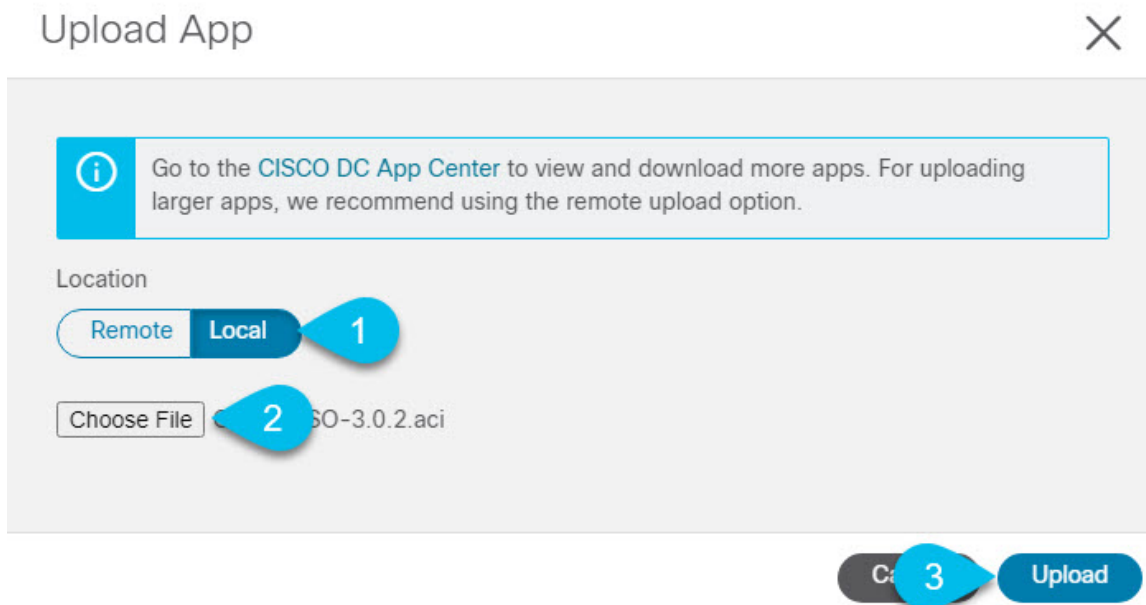 Upload App
Go to the CISCO DC App Center to view and download more apps. For uploading
larger apps, we recommend using the remote upload option.
Location
Remote Local 1
Choose File 2 SO-3.0.2.aci
3 Upload